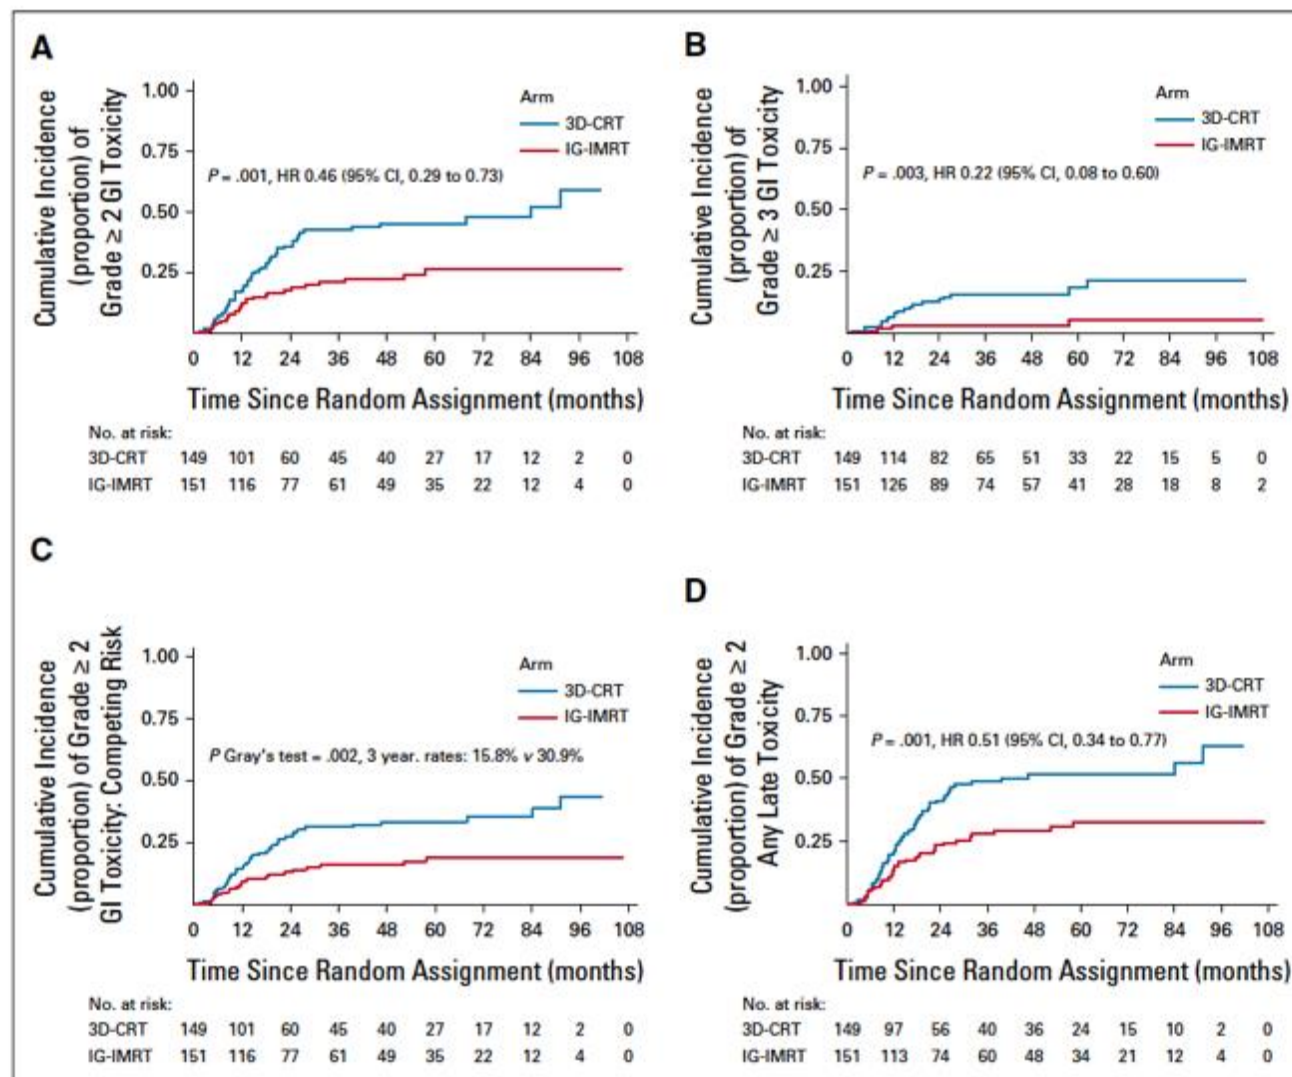 A
Cumulative Incidence
(proportion) of
Grade ≥ 2 GI Toxicity
1.00
0.75
0.50
0.25
Arm
3D-CRT
IG-IMRT
P = .001, HR 0.46 (95% CI, 0.29 to 0.73)
0 12 24 36 48 60 72 84 96 108
Time Since Random Assignment (months)
No. at risk:
3D-CRT 149 101 60 45 40 27 17 12 2 0
IG-IMRT 151 116 77 61 49 35 22 12 4 0
B
Cumulative Incidence
(proportion) of
Grade ≥ 3 GI Toxicity
1.00
0.75
0.50
0.25
Arm
3D-CRT
IG-IMRT
P = .003, HR 0.22 (95% CI, 0.08 to 0.60)
0 12 24 36 48 60 72 84 96 108
Time Since Random Assignment (months)
No. at risk:
3D-CRT 149 114 82 65 51 33 22 15 5 0
IG-IMRT 151 126 89 74 57 41 28 18 8 2
C
Cumulative Incidence
(proportion) of Grade ≥ 2
GI Toxicity: Competing Risk
1.00
0.75
0.50
0.25
Arm
3D-CRT
IG-IMRT
P Gray's test = .002, 3 year. rates: 15.8% v 30.9%
0 12 24 36 48 60 72 84 96 108
Time Since Random Assignment (months)
No. at risk:
3D-CRT 149 101 60 45 40 27 17 12 2 0
IG-IMRT 151 116 77 61 49 35 22 12 4 0
D
Cumulative Incidence
(proportion) of Grade ≥ 2
Any Late Toxicity
1.00
0.75
0.50
0.25
Arm
3D-CRT
IG-IMRT
P = .001, HR 0.51 (95% CI, 0.34 to 0.77)
0 12 24 36 48 60 72 84 96 108
Time Since Random Assignment (months)
No. at risk:
3D-CRT 149 97 56 40 36 24 15 10 2 0
IG-IMRT 151 113 74 60 48 34 21 12 4 0